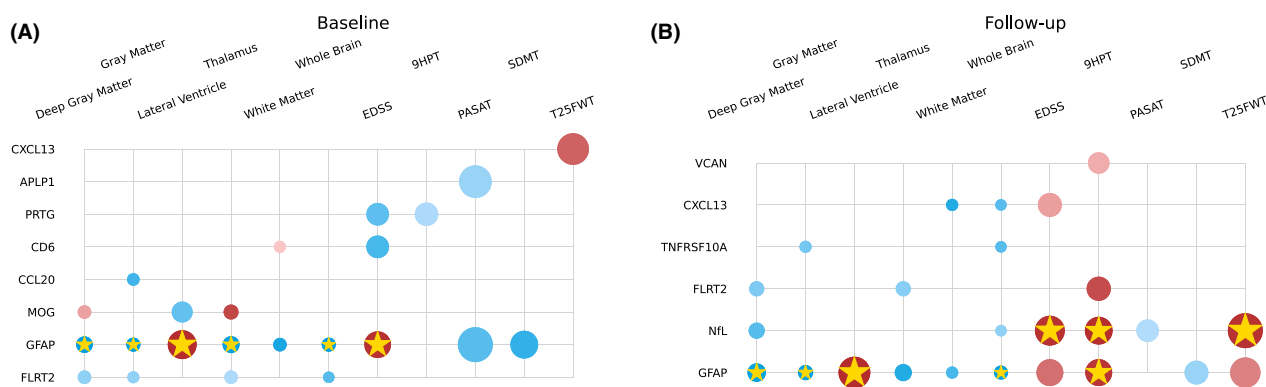 (A)
Baseline
Gray Matter
Thalamus
Whole Brain
9HPT
SDMT
Deep Gray Matter
Lateral Ventricle
White Matter
EDSS
PASAT
T25FWT
CXCL13
APLP1
PRTG
CD6
CCL20
MOG
GFAP
FLRT2
(B)
Follow-up
Gray Matter
Thalamus
Whole Brain
9HPT
SDMT
Deep Gray Matter
Lateral Ventricle
White Matter
EDSS
PASAT
T25FWT
VCAN
CXCL13
TNFRSF10A
FLRT2
NfL
GFAP